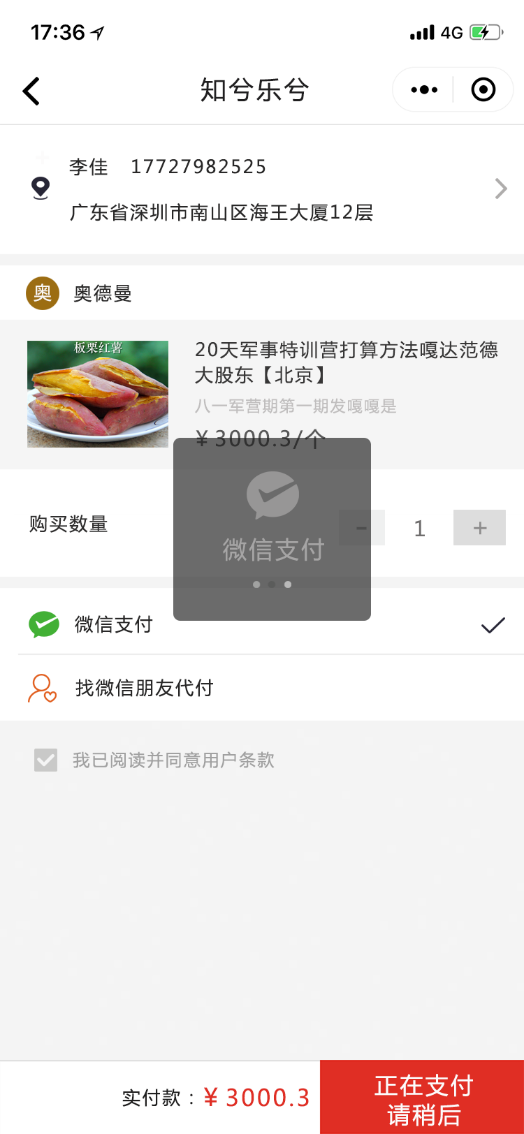 17:36
4G
知兮乐兮
李佳 17727982525
广东省深圳市南山区海王大厦12层
奥 奥德曼
板栗红薯
20天军事特训营打算方法嘎达范德
大股东【北京】
八一军营期第一期发嘎嘎是
¥3000.3/个
购买数量
- 1 +
微信支付
微信支付
找微信朋友代付
我已阅读并同意用户条款
实付款：¥3000.3
正在支付
请稍后